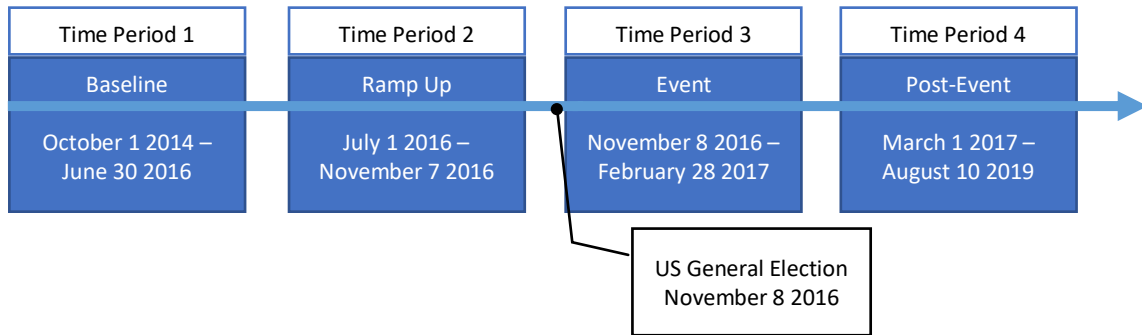 Time Period 1
Baseline
October 1 2014 –
June 30 2016
Time Period 2
Ramp Up
July 1 2016 –
November 7 2016
Time Period 3
Event
November 8 2016 –
February 28 2017
Time Period 4
Post-Event
March 1 2017 –
August 10 2019
US General Election
November 8 2016